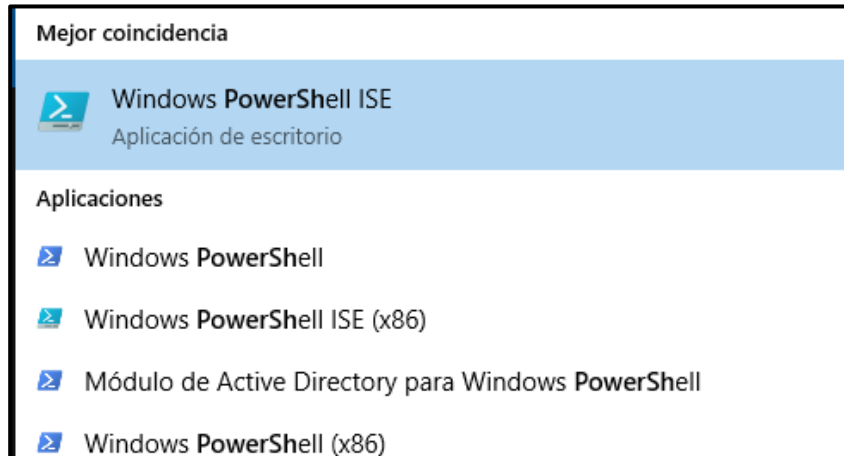 Mejor coincidencia
Windows PowerShell ISE
Aplicación de escritorio
Aplicaciones
Windows PowerShell
Windows PowerShell ISE (x86)
Módulo de Active Directory para Windows PowerShell
Windows PowerShell (x86)